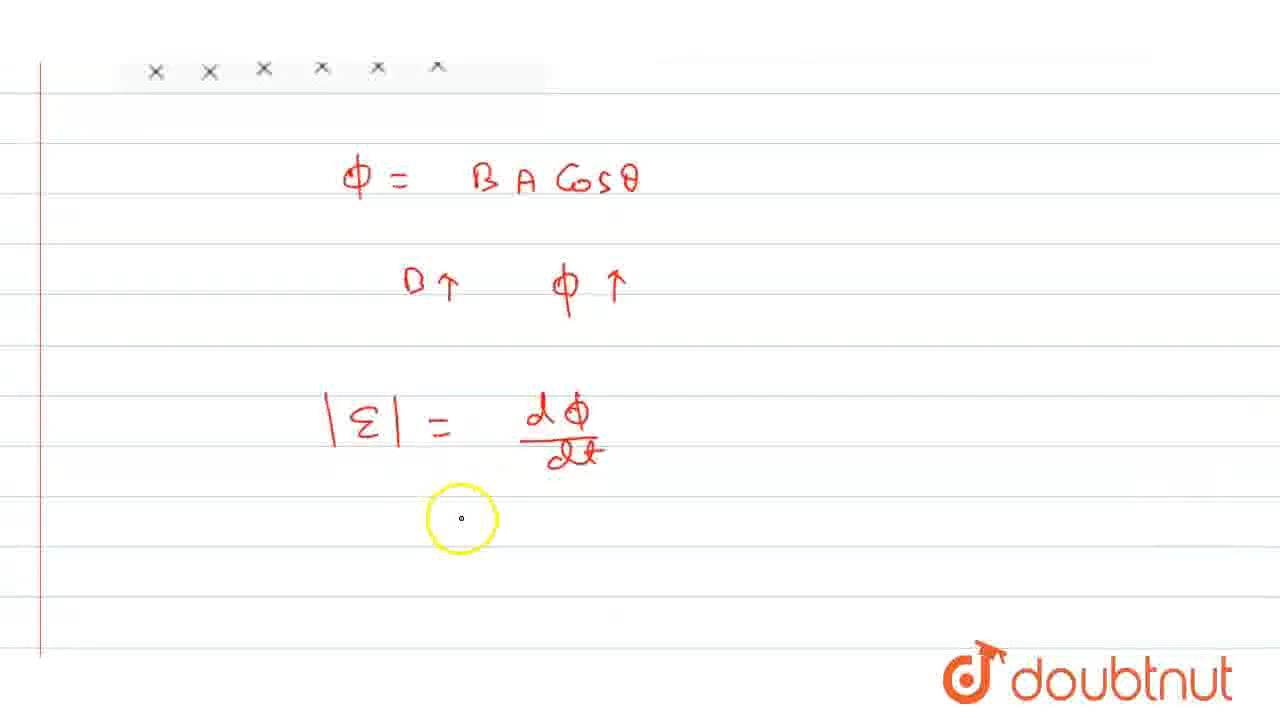 × × × × × ×
Φ = B A Cosθ
B↑ Φ ↑
|ε| = dΦ/dt
doubtnut